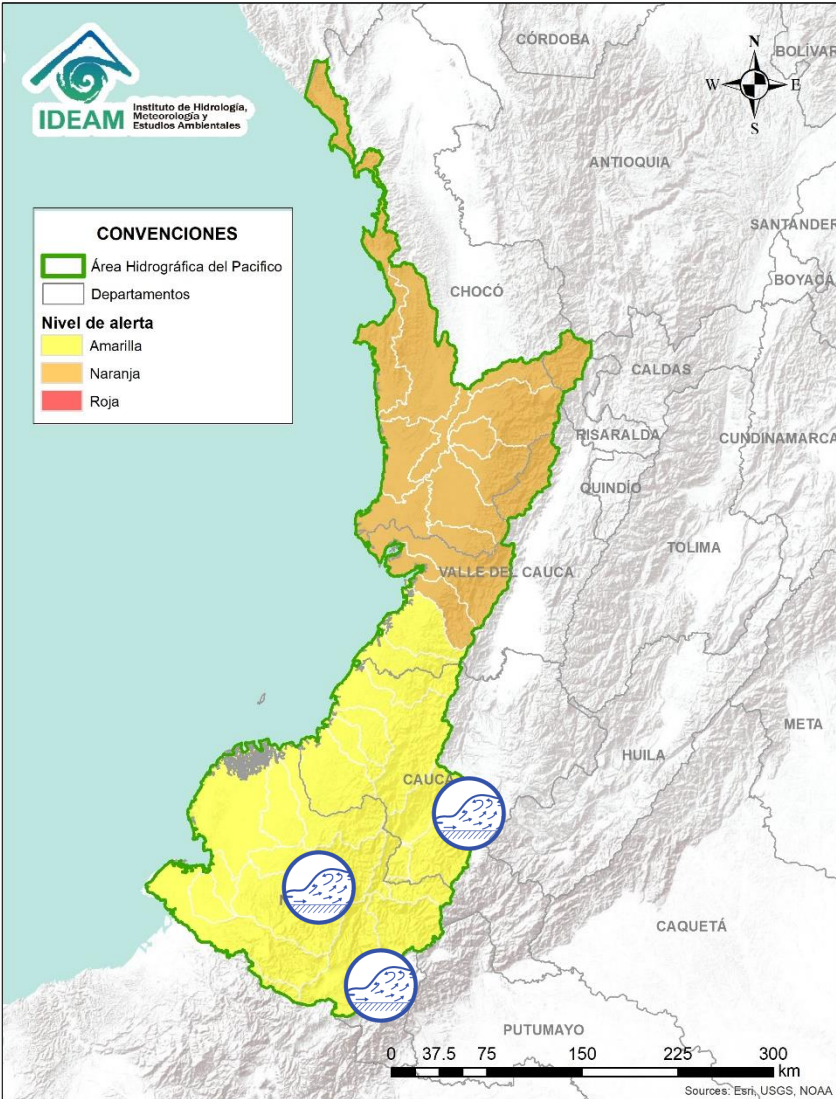 IDEAM
Instituto de Hidrología,
Meteorología y
Estudios Ambientales
CÓRDOBA
BOLÍVAR
N
W E
S
ANTIOQUIA
SANTANDER
BOYACÁ
CONVENCIONES
Área Hidrográfica del Pacifico
Departamentos
Nivel de alerta
Amarilla
Naranja
Roja
CHOCÓ
CALDAS
RISARALDA
CUNDINAMARCA
QUINDÍO
TOLIMA
VALLE DEL CAUCA
META
HUILA
CAUCA
CAQUETÁ
PUTUMAYO
0 37.5 75 150 225 300
km
Sources: Esri, USGS, NOAA